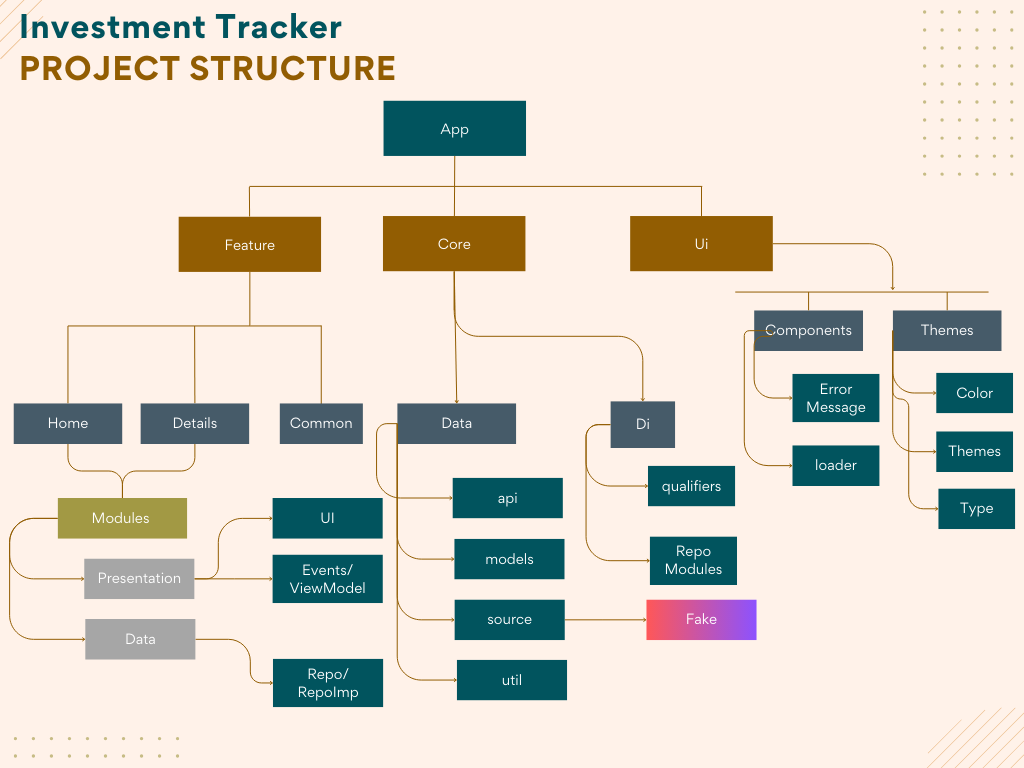 Investment Tracker
PROJECT STRUCTURE
App
Feature
Core
Ui
Components
Themes
Error
Message
Color
loader
Themes
Type
Home
Details
Common
Data
Di
Modules
UI
api
qualifiers
Presentation
Events/
ViewModel
models
Repo
Modules
Data
source
Fake
Repo/
RepoImp
util